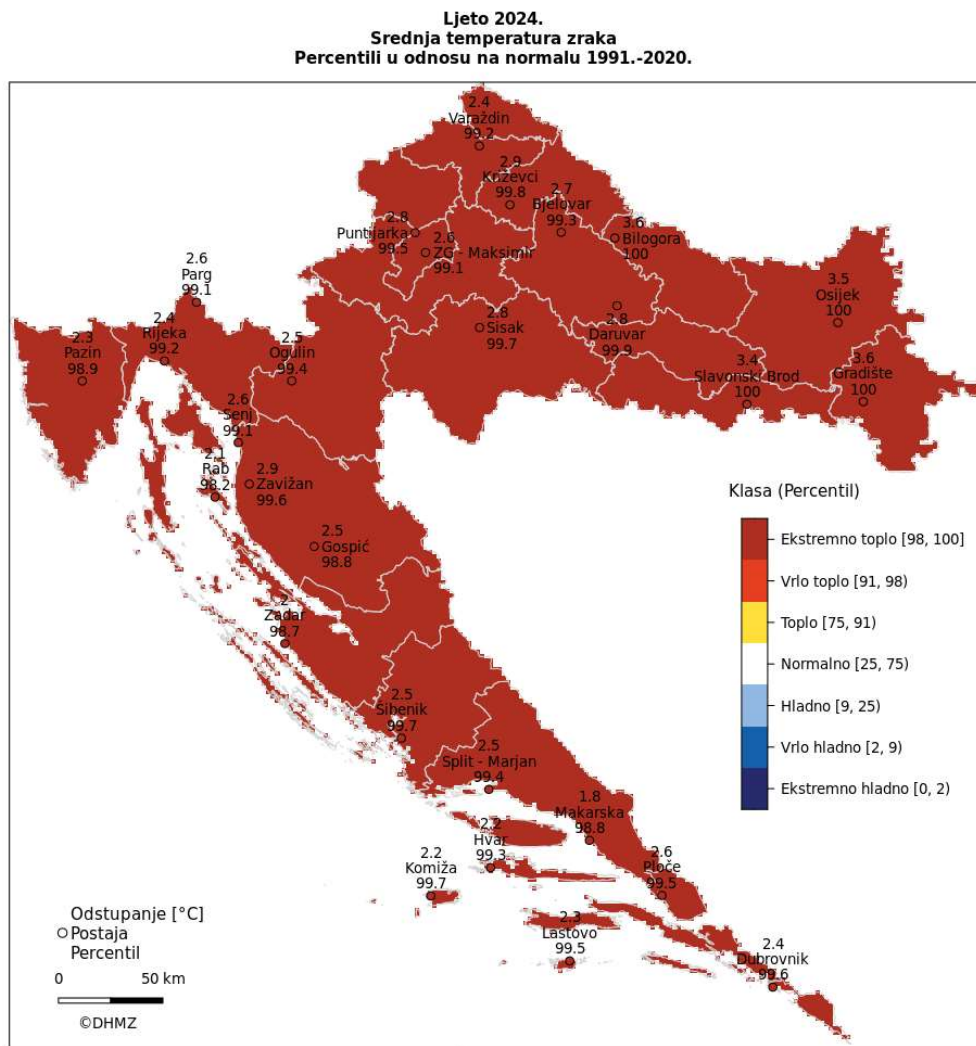 Ljeto 2024.
Srednja temperatura zraka
Percentili u odnosu na normalu 1991.-2020.
2.4
Varaždin
99.2
2.9
Križevci
99.8
2.7
Bjelovar
99.3
3.6
Bilogora
100
2.8
Puntijarka
99.5
2.6
ZG - Maksimir
99.1
2.6
Parg
99.1
3.5
Osijek
100
2.3
Pazin
98.9
2.4
Rijeka
99.2
2.5
Ogulin
99.4
2.8
Sisak
99.7
2.8
Daruvar
99.9
3.4
Slavonski Brod
100
3.6
Gradište
100
2.6
Senj
99.1
2.1
Rab
98.2
2.9
Zavižan
99.6
2.5
Gospić
98.8
2
Zadar
98.7
2.5
Šibenik
99.7
2.5
Split - Marjan
99.4
1.8
Makarska
98.8
2.2
Hvar
99.3
2.2
Komiža
99.7
2.6
Ploče
99.5
2.3
Lastovo
99.5
2.4
Dubrovnik
99.6
Klasa (Percentil)
Ekstremno toplo [98, 100]
Vrlo toplo [91, 98)
Toplo [75, 91)
Normalno [25, 75)
Hladno [9, 25)
Vrlo hladno [2, 9)
Ekstremno hladno [0, 2)
Odstupanje [°C]
Postaja
Percentil
0 50 km
©DHMZ